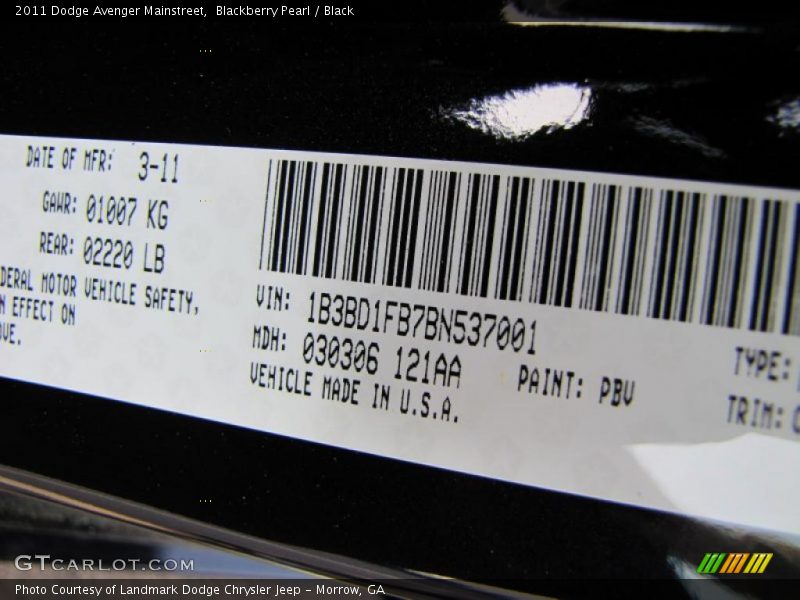 2011 Dodge Avenger Mainstreet,  Blackberry Pearl / Black
DATE OF MFR: 3-11
GAWR: 01007 KG
REAR: 02220 LB
MOTOR VEHICLE SAFETY,
EFFECT ON
VIN: 1B3BD1FB7BN537001
MDH: 030306 121AA
VEHICLE MADE IN U.S.A.
PAINT: PBV
TYPE:
TRIM:
GTCARLOT.COM
Photo Courtesy of Landmark Dodge Chrysler Jeep - Morrow, GA